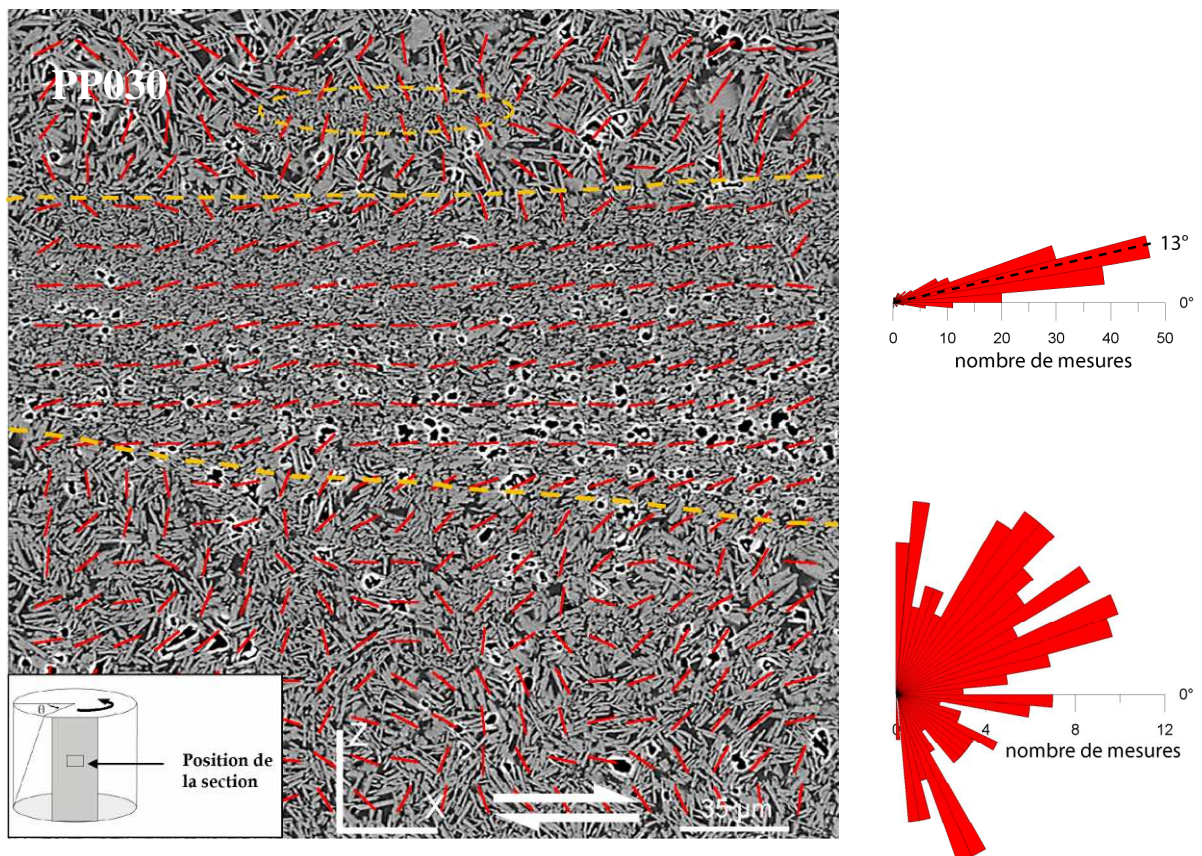 PP030
Z
X
35 µm
θ
Position de
la section
13°
0°
0 10 20 30 40 50
nombre de mesures
0°
0 4 8 12
nombre de mesures